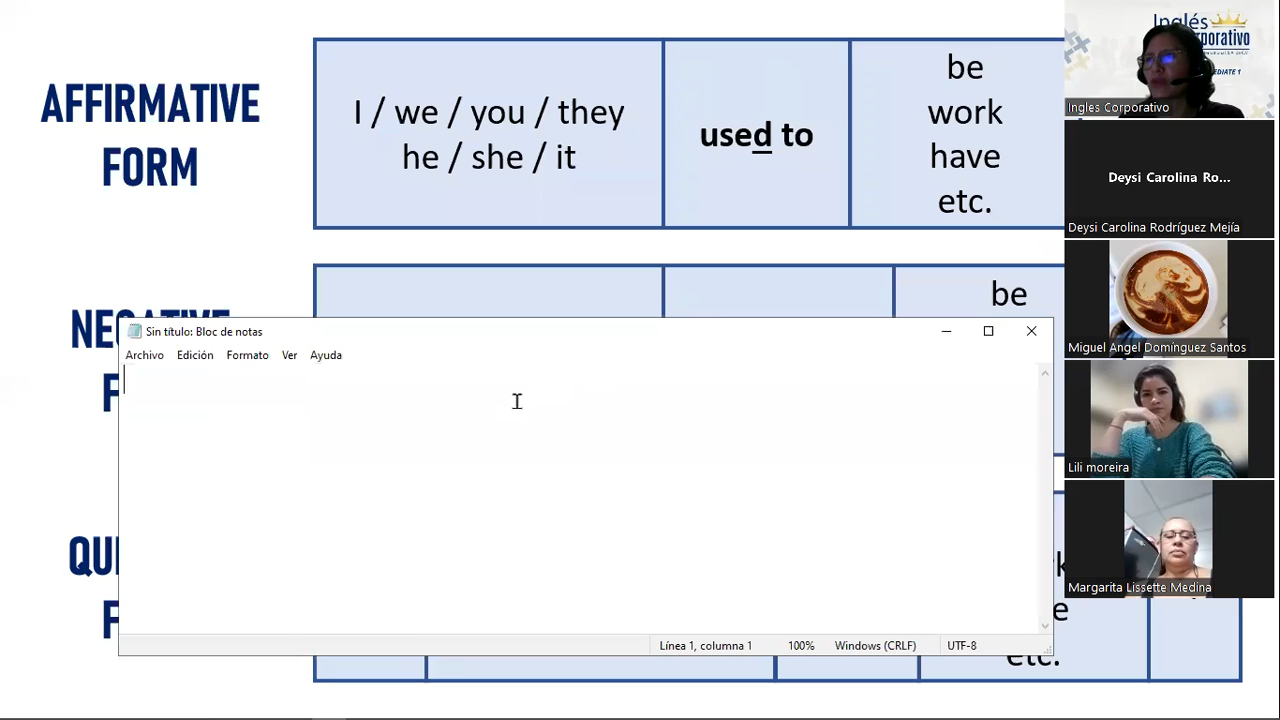 AFFIRMATIVE
FORM
I / we / you / they
he / she / it
used to
be
work
have
etc.
be
Sin título: Bloc de notas
Archivo
Edición
Formato
Ver
Ayuda
Línea 1, columna 1
100%
Windows (CRLF)
UTF-8
etc.
Inglés
Ingles Corporativo
Deysi Carolina Ro...
Deysi Carolina Rodríguez Mejía
Miguel Angel Domínguez Santos
Lili moreira
Margarita Lissette Medina